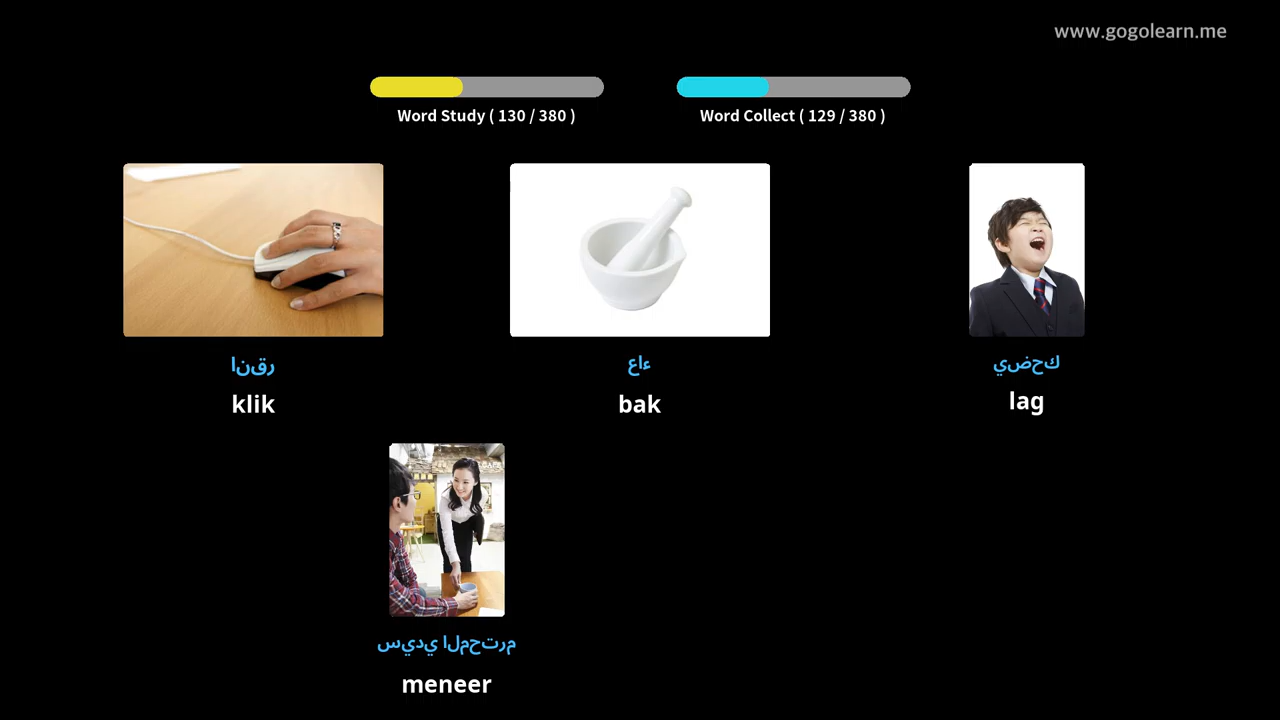 www.gogolearn.me
Word Study ( 130 / 380 )
Word Collect ( 129 / 380 )
انقر
عاء
يضحك
klik
bak
lag
سيدي المحترم
meneer